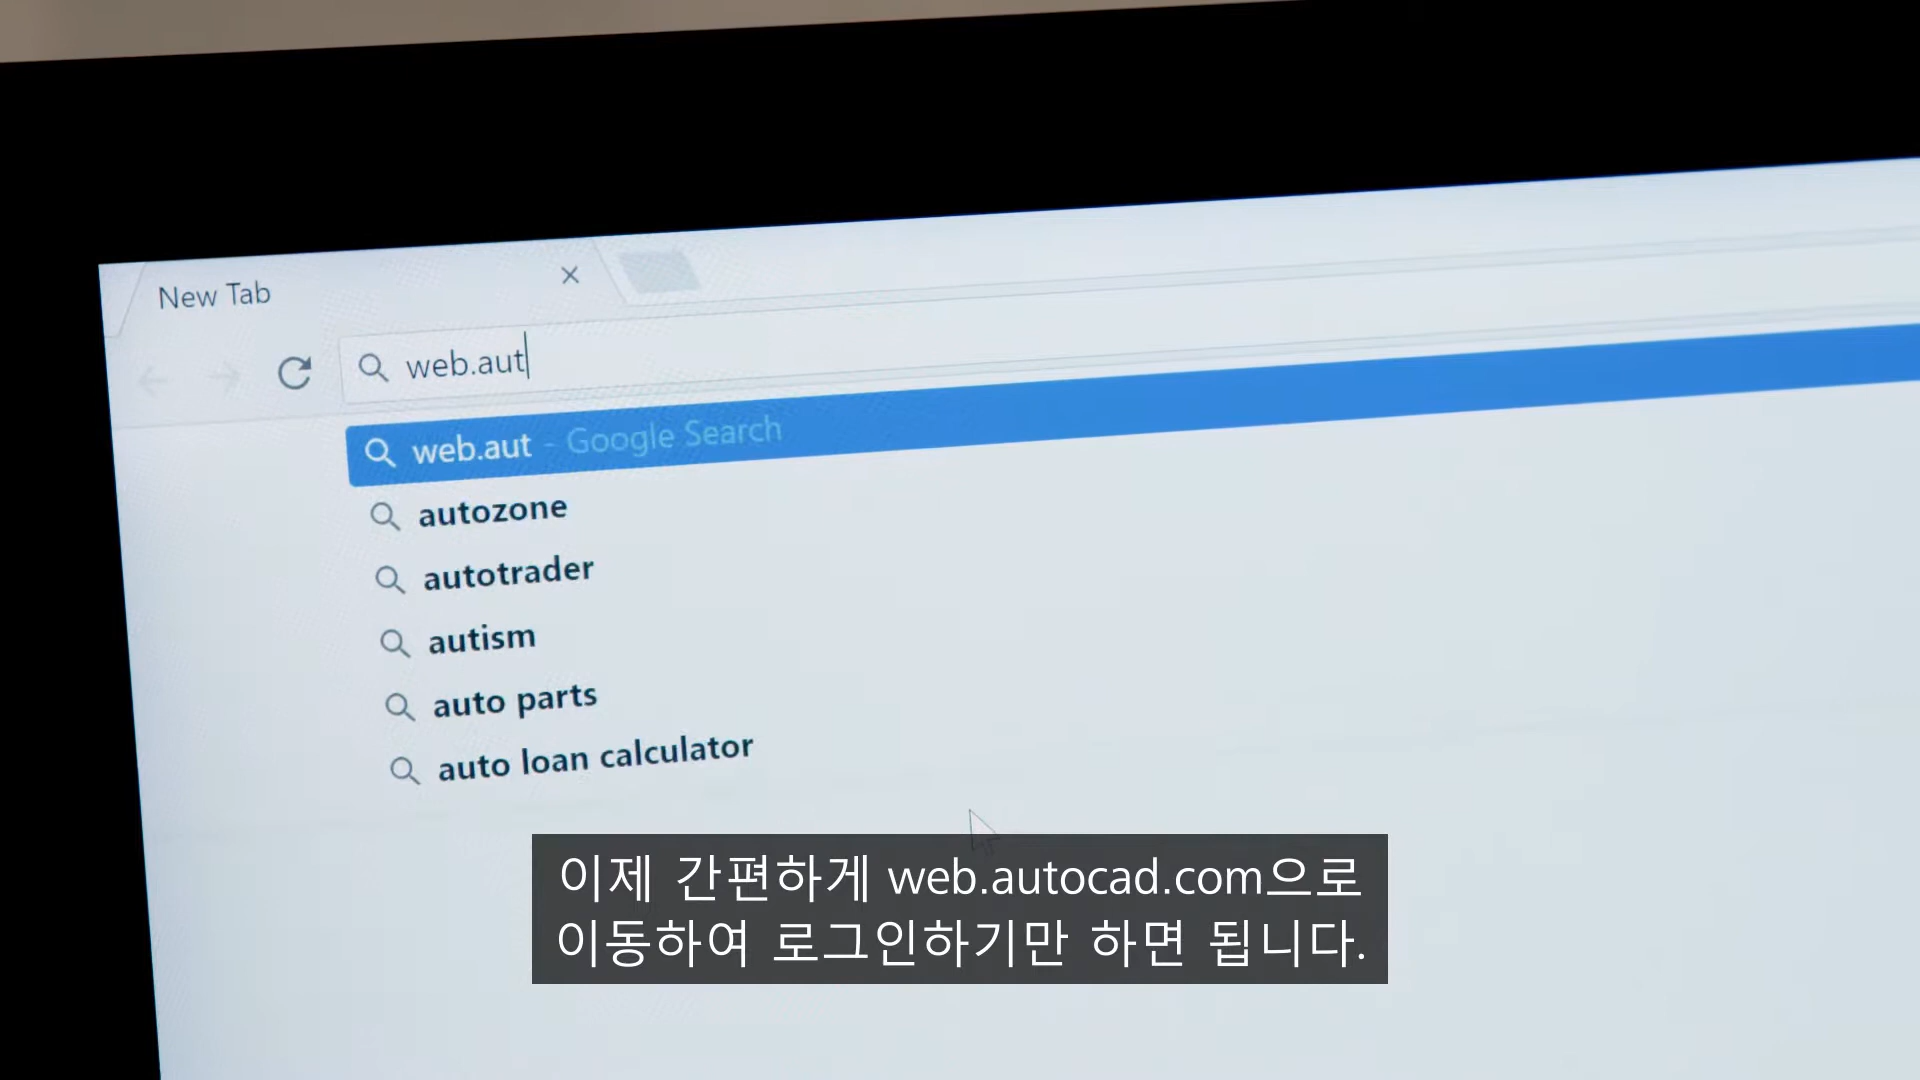 New Tab
web.aut
web.aut - Google Search
autozone
autotrader
autism
auto parts
auto loan calculator
이제 간편하게 web.autocad.com으로
이동하여 로그인하기만 하면 됩니다.